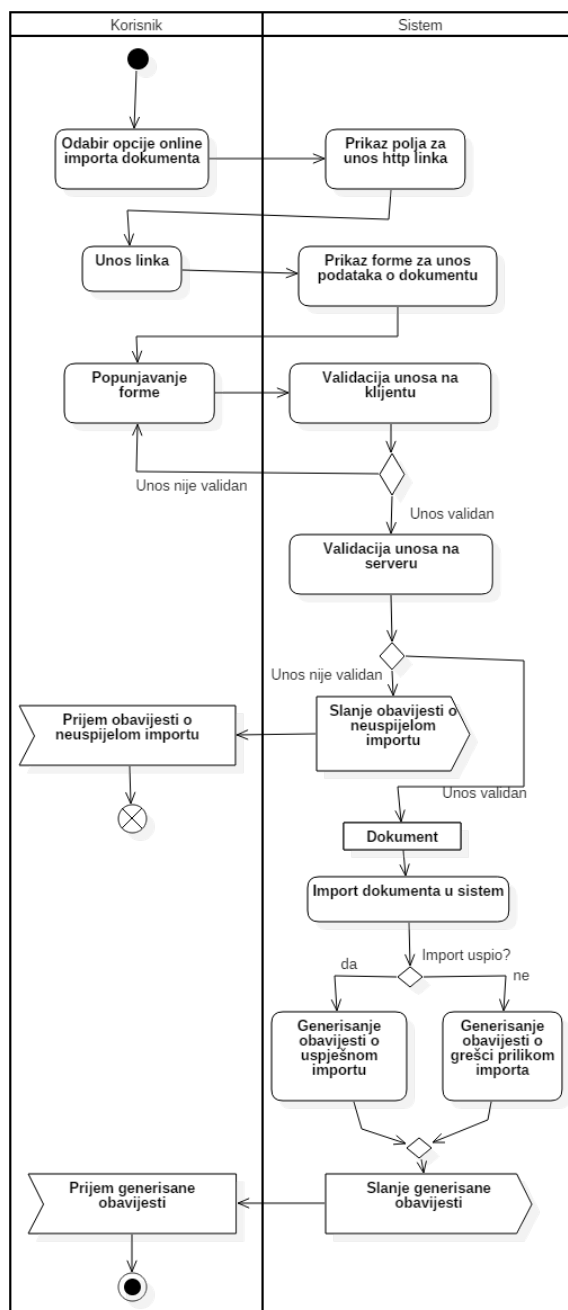 Korisnik
Sistem
Odabir opcije online
importa dokumenta
Prikaz polja za
unos http linka
Unos linka
Prikaz forme za unos
podataka o dokumentu
Popunjavanje
forme
Validacija unosa na
klijentu
Unos nije validan
Unos validan
Validacija unosa na
serveru
Unos nije validan
Prijem obavijesti o
neuspijelom importu
Slanje obavijesti o
neuspijelom
importu
Unos validan
Dokument
Import dokumenta u sistem
Import uspio?
da
ne
Generisanje
obavijesti o
uspješnom
importu
Generisanje
obavijesti o
grešci prilikom
importa
Prijem generisane
obavijesti
Slanje generisane
obavijesti